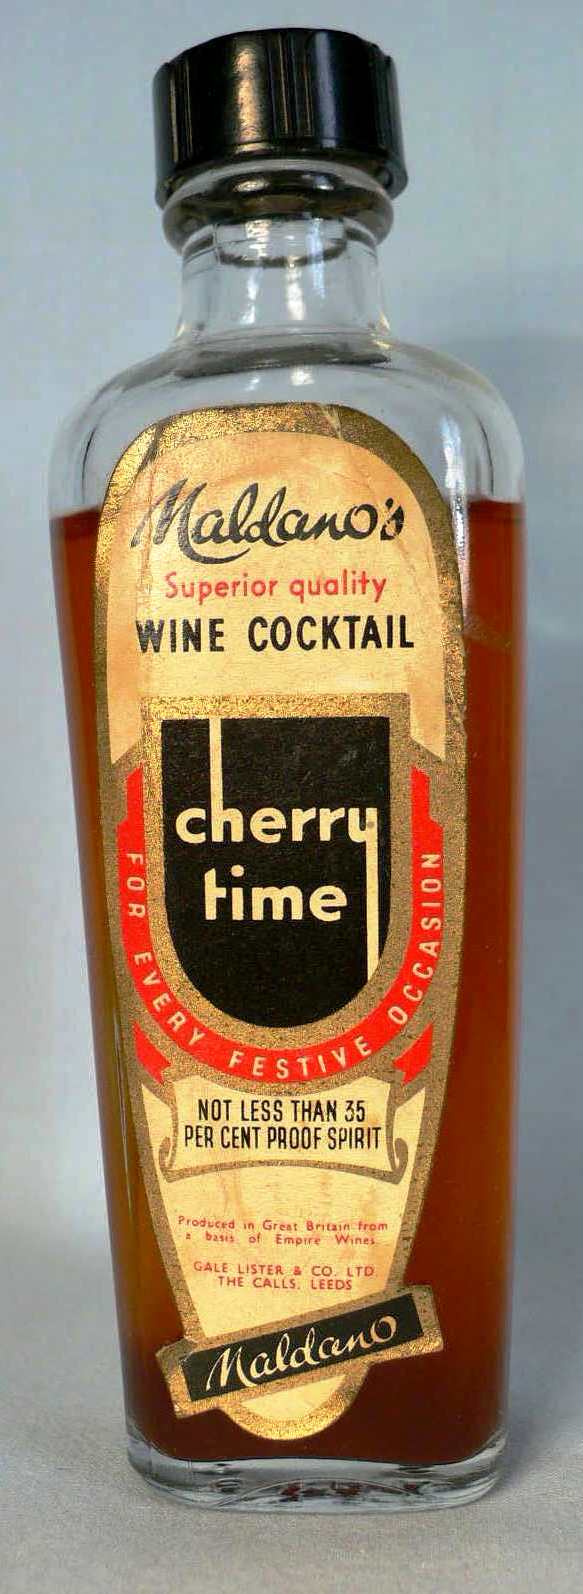 Maldano's
Superior quality
WINE COCKTAIL
cherry
time
FOR EVERY FESTIVE OCCASION
NOT LESS THAN 35
PER CENT PROOF SPIRIT
Produced in Great Britain from
a basis of Empire Wines
GALE LISTER & CO. LTD.
THE CALLS, LEEDS
Maldano